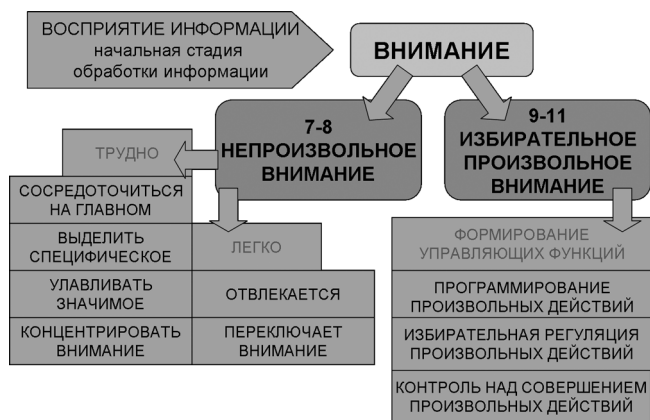 ВОСПРИЯТИЕ ИНФОРМАЦИИ
начальная стадия
обработки информации
ВНИМАНИЕ
7-8
НЕПРОИЗВОЛЬНОЕ
ВНИМАНИЕ
9-11
ИЗБИРАТЕЛЬНОЕ
ПРОИЗВОЛЬНОЕ
ВНИМАНИЕ
ТРУДНО
СОСРЕДОТОЧИТЬСЯ
НА ГЛАВНОМ
ВЫДЕЛИТЬ
СПЕЦИФИЧЕСКОЕ
УЛАВЛИВАТЬ
ЗНАЧИМОЕ
КОНЦЕНТРИРОВАТЬ
ВНИМАНИЕ
ЛЕГКО
ОТВЛЕКАЕТСЯ
ПЕРЕКЛЮЧАЕТ
ВНИМАНИЕ
ФОРМИРОВАНИЕ
УПРАВЛЯЮЩИХ ФУНКЦИЙ
ПРОГРАММИРОВАНИЕ
ПРОИЗВОЛЬНЫХ ДЕЙСТВИЙ
ИЗБИРАТЕЛЬНАЯ РЕГУЛЯЦИЯ
ПРОИЗВОЛЬНЫХ ДЕЙСТВИЙ
КОНТРОЛЬ НАД СОВЕРШЕНИЕМ
ПРОИЗВОЛЬНЫХ ДЕЙСТВИЙ